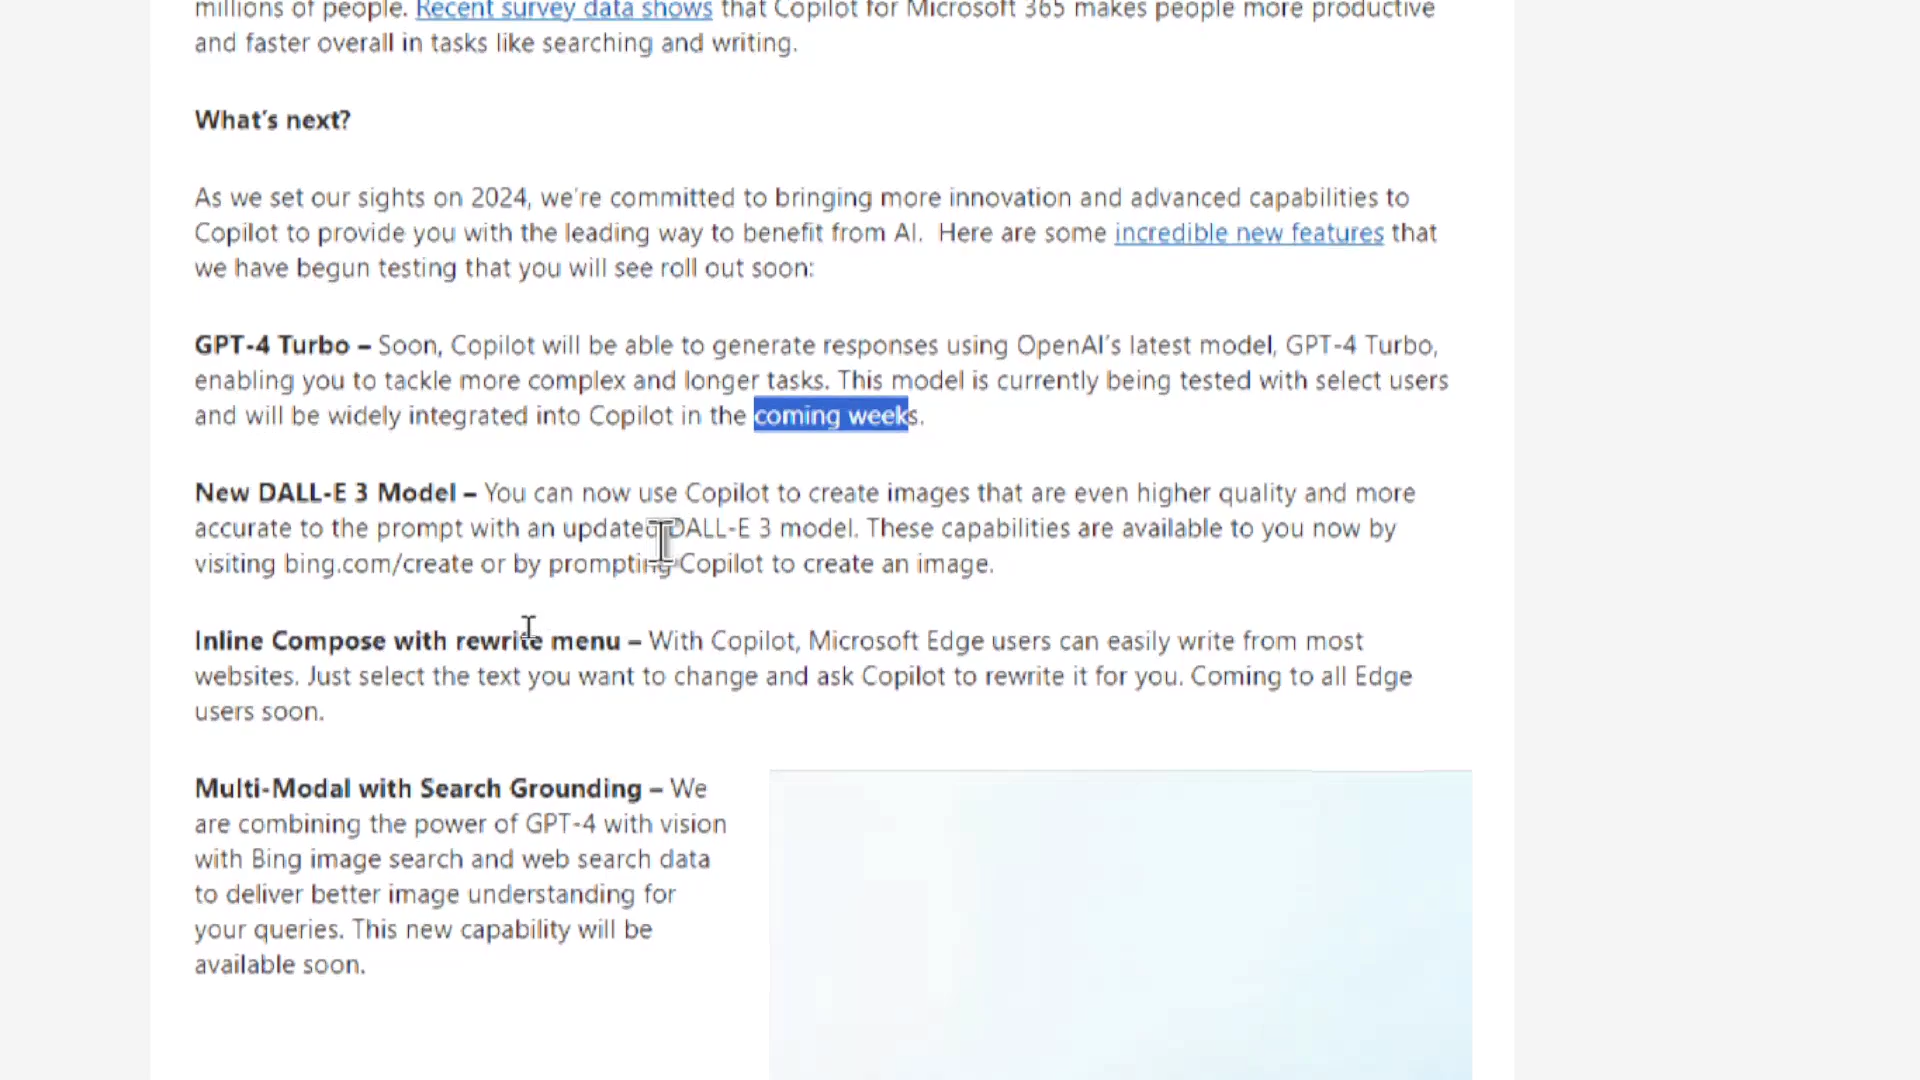 millions of people. Recent survey data shows that Copilot for Microsoft 365 makes people more productive
and faster overall in tasks like searching and writing.
What's next?
As we set our sights on 2024, we're committed to bringing more innovation and advanced capabilities to
Copilot to provide you with the leading way to benefit from AI. Here are some incredible new features that
we have begun testing that you will see roll out soon:
GPT-4 Turbo – Soon, Copilot will be able to generate responses using OpenAI's latest model, GPT-4 Turbo,
enabling you to tackle more complex and longer tasks. This model is currently being tested with select users
and will be widely integrated into Copilot in the coming weeks.
New DALL-E 3 Model – You can now use Copilot to create images that are even higher quality and more
accurate to the prompt with an updated DALL-E 3 model. These capabilities are available to you now by
visiting bing.com/create or by prompting Copilot to create an image.
Inline Compose with rewrite menu – With Copilot, Microsoft Edge users can easily write from most
websites. Just select the text you want to change and ask Copilot to rewrite it for you. Coming to all Edge
users soon.
Multi-Modal with Search Grounding – We
are combining the power of GPT-4 with vision
with Bing image search and web search data
to deliver better image understanding for
your queries. This new capability will be
available soon.